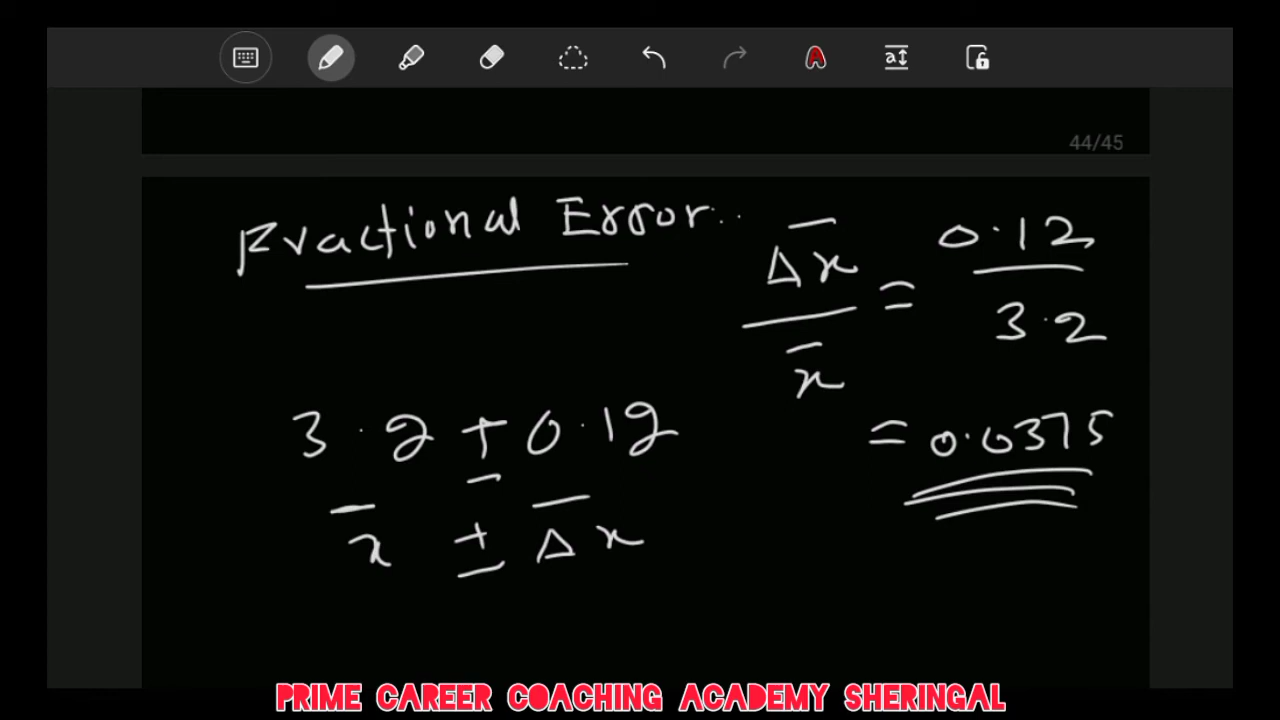 44/45
Fractional Error..
Δx̄ / x̄ = 0.12 / 3.2
= 0.0375
3.2 ± 0.12
x̄ ± Δx̄
PRIME CAREER COACHING ACADEMY SHERINGAL